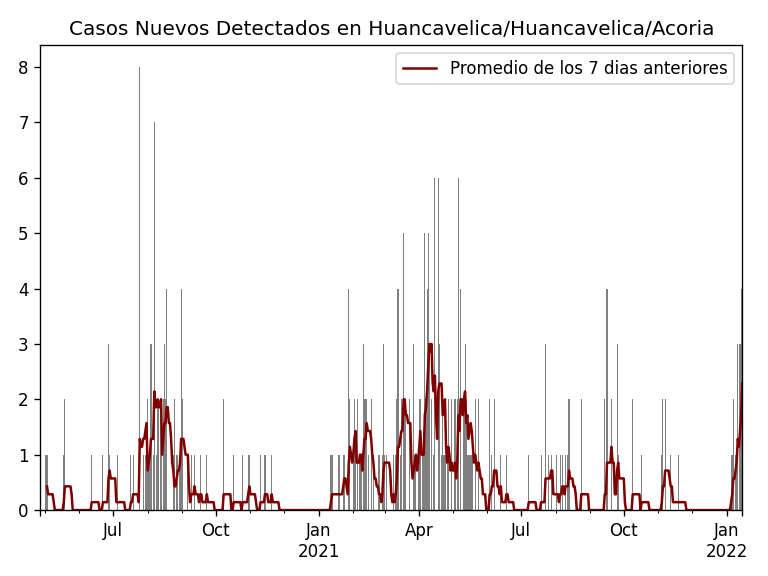 Casos Nuevos Detectados en Huancavelica/Huancavelica/Acoria
Promedio de los 7 dias anteriores
8
7
6
5
4
3
2
1
0
Jul
Oct
Jan
2021
Apr
Jul
Oct
Jan
2022